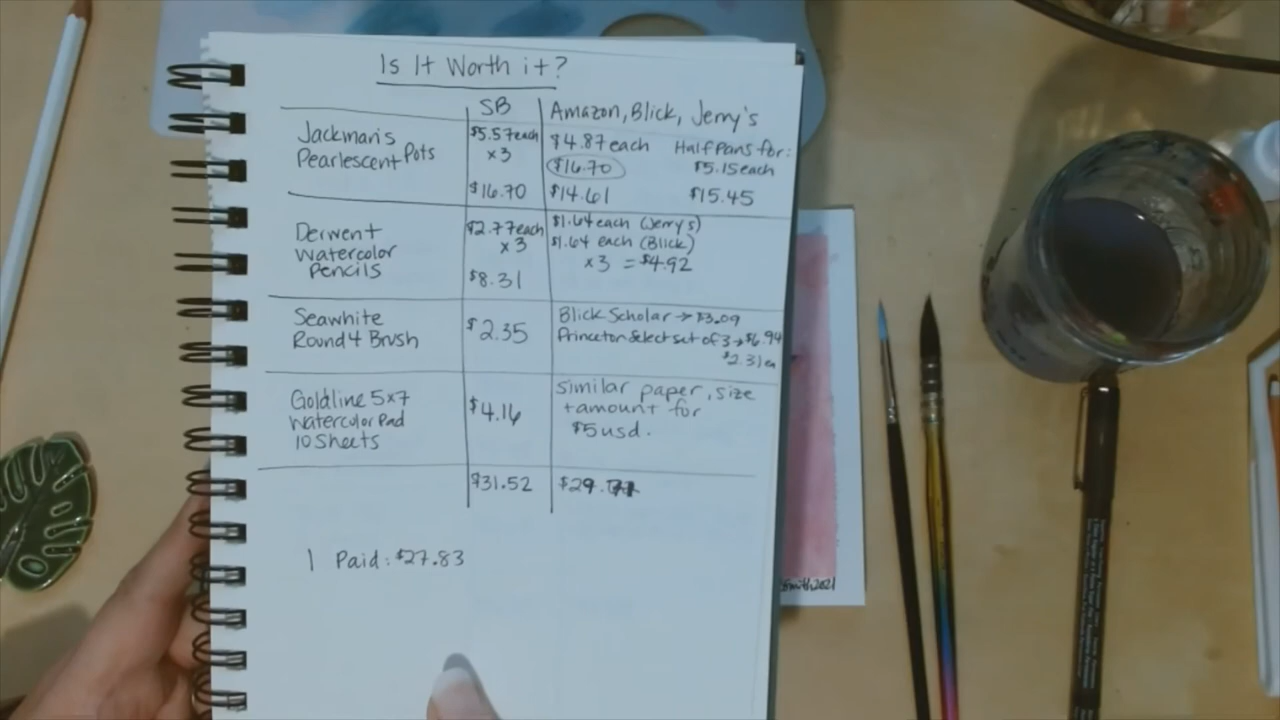 Is It Worth it?
SB
Amazon, Blick, Jerry's
Jackman's
Pearlescent Pots
$5.57 each
x3
$16.70
$4.87 each
$16.70
$14.61
Half Pans for:
$5.15 each
$15.45
Derwent
Watercolor
Pencils
$2.77 each
x3
$8.31
$1.64 each (Jerry's)
$1.64 each (Blick)
x3 = $4.92
Seawhite
Round 4 Brush
$2.35
Blick Scholar → $3.09
Princeton Select set of 3 → $6.94
$2.31 ea
Goldline 5x7
Watercolor Pad
10 Sheets
$4.16
similar paper, size
+ amount for
$5 usd.
$31.52
$29.
I Paid: $27.83
Smith 2021